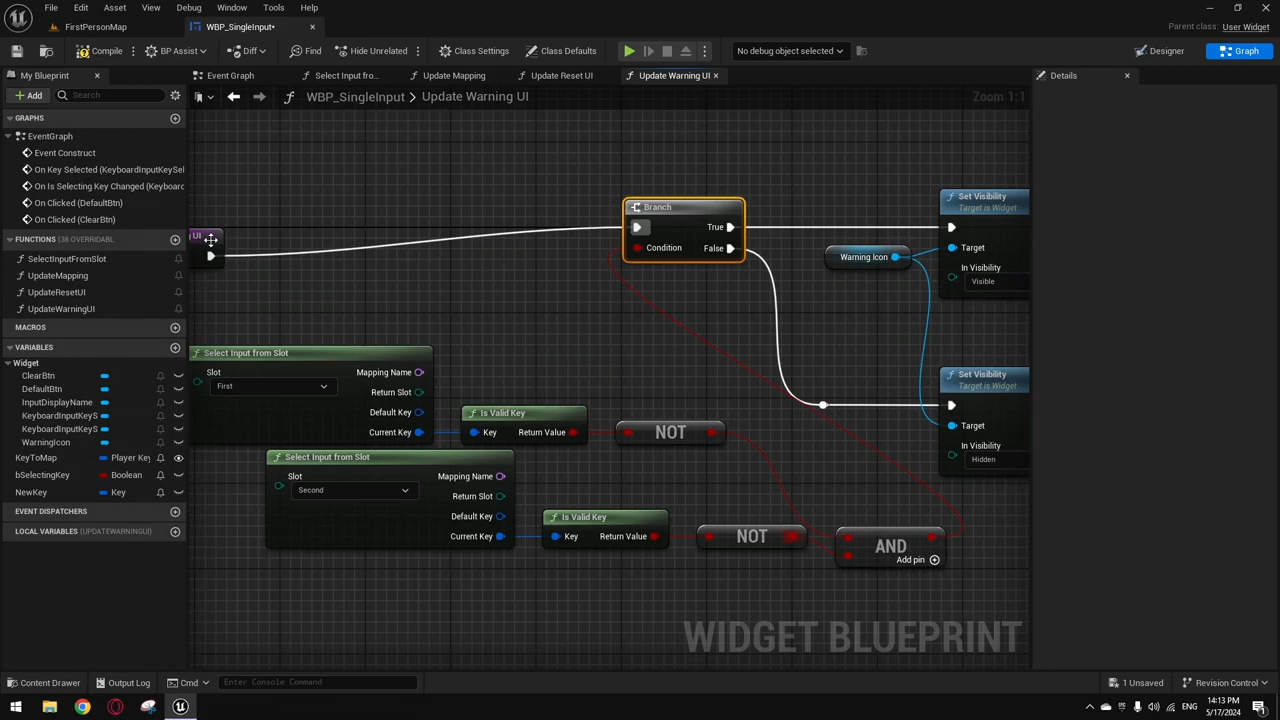 File
Edit
Asset
View
Debug
Window
Tools
Help
FirstPersonMap
WBP_SingleInput•
Parent class: User Widget
Compile
BP Assist
Diff
Find
Hide Unrelated
Class Settings
Class Defaults
No debug object selected
Designer
Graph
My Blueprint
Event Graph
Select Input fro...
Update Mapping
Update Reset UI
Update Warning UI
Details
Add
Search
WBP_SingleInput > Update Warning UI
Zoom 1:1
GRAPHS
EventGraph
Event Construct
On Key Selected (KeyboardInputKeySel
On Is Selecting Key Changed (Keyboard
On Clicked (DefaultBtn)
On Clicked (ClearBtn)
FUNCTIONS (38 OVERRIDABL
SelectInputFromSlot
UpdateMapping
UpdateResetUI
UpdateWarningUI
MACROS
VARIABLES
Widget
ClearBtn
DefaultBtn
InputDisplayName
KeyboardInputKeyS
KeyboardInputKeyS
WarningIcon
KeyToMap
Player Key
bSelectingKey
Boolean
NewKey
Key
EVENT DISPATCHERS
LOCAL VARIABLES (UPDATEWARNINGUI)
UI
Branch
True
Condition
False
Warning Icon
Set Visibility
Target is Widget
Target
In Visibility
Visible
Set Visibility
Target is Widget
Target
In Visibility
Hidden
Select Input from Slot
Slot
First
Mapping Name
Return Slot
Default Key
Current Key
Is Valid Key
Key
Return Value
NOT
Select Input from Slot
Slot
Second
Mapping Name
Return Slot
Default Key
Current Key
Is Valid Key
Key
Return Value
NOT
AND
Add pin
WIDGET BLUEPRINT
Content Drawer
Output Log
Cmd
Enter Console Command
1 Unsaved
Revision Control
ENG
14:13 PM
5/17/2024